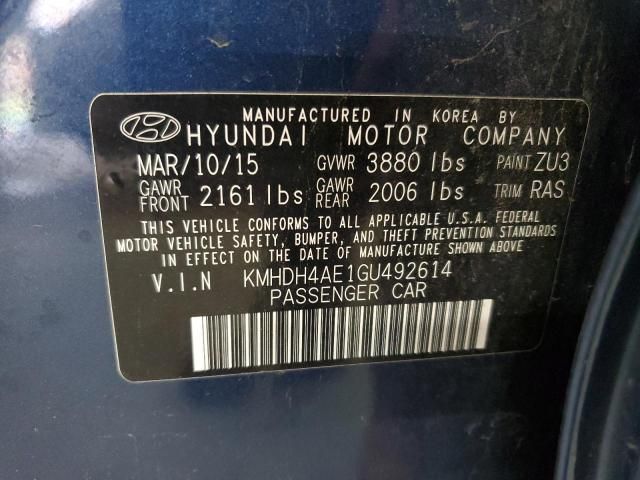 MANUFACTURED IN KOREA BY
HYUNDAI MOTOR COMPANY
MAR/10/15 GVWR 3880 lbs PAINT ZU3
GAWR FRONT 2161 lbs GAWR REAR 2006 lbs TRIM RAS
THIS VEHICLE CONFORMS TO ALL APPLICABLE U.S.A. FEDERAL
MOTOR VEHICLE SAFETY, BUMPER, AND THEFT PREVENTION STANDARDS
IN EFFECT ON THE DATE OF MANUFACTURE SHOWN ABOVE.
V.I.N KMHDH4AE1GU492614
PASSENGER CAR